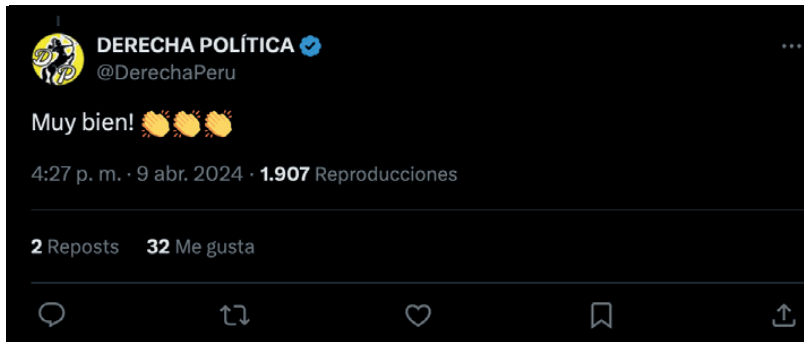 DERECHA POLÍTICA
@DerechaPeru
Muy bien! 👏👏👏
4:27 p. m. · 9 abr. 2024 · 1.907 Reproducciones
2 Reposts 32 Me gusta